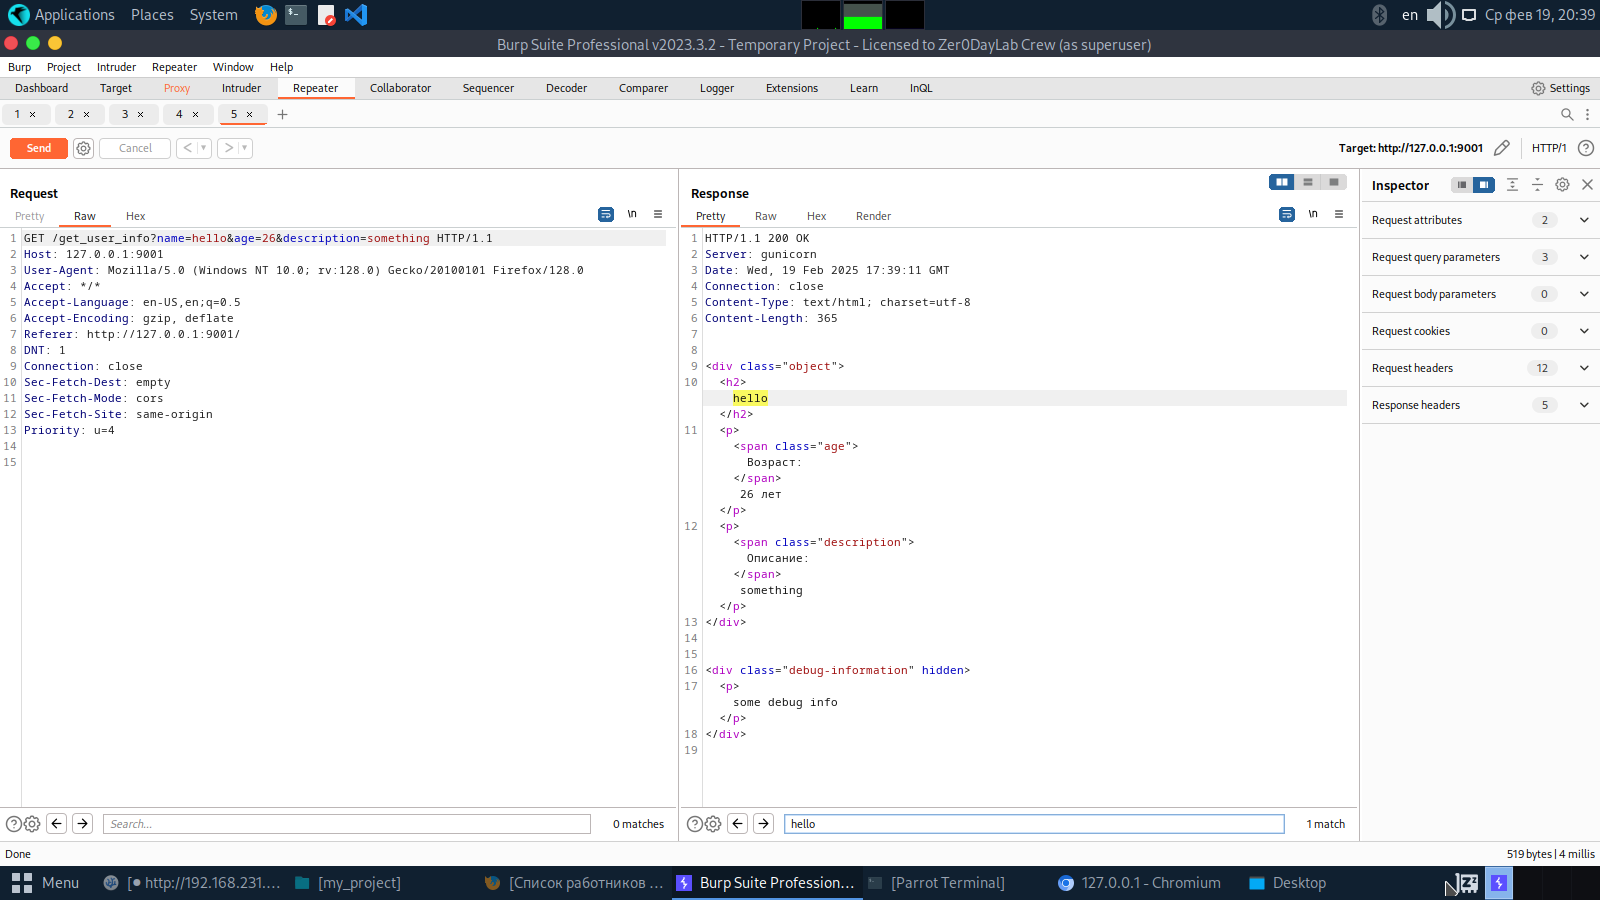 Applications Places System en Ср фев 19, 20:39
Burp Suite Professional v2023.3.2 - Temporary Project - Licensed to Zer0DayLab Crew (as superuser)
Burp Project Intruder Repeater Window Help
Dashboard Target Proxy Intruder Repeater Collaborator Sequencer Decoder Comparer Logger Extensions Learn InQL Settings
1 × 2 × 3 × 4 × 5 × +
Send Cancel < > Target: http://127.0.0.1:9001 HTTP/1
Request
Pretty Raw Hex \n
1 GET /get_user_info?name=hello&age=26&description=something HTTP/1.1
2 Host: 127.0.0.1:9001
3 User-Agent: Mozilla/5.0 (Windows NT 10.0; rv:128.0) Gecko/20100101 Firefox/128.0
4 Accept: */*
5 Accept-Language: en-US,en;q=0.5
6 Accept-Encoding: gzip, deflate
7 Referer: http://127.0.0.1:9001/
8 DNT: 1
9 Connection: close
10 Sec-Fetch-Dest: empty
11 Sec-Fetch-Mode: cors
12 Sec-Fetch-Site: same-origin
13 Priority: u=4
14
15
Search... 0 matches
Response
Pretty Raw Hex Render \n
1 HTTP/1.1 200 OK
2 Server: gunicorn
3 Date: Wed, 19 Feb 2025 17:39:11 GMT
4 Connection: close
5 Content-Type: text/html; charset=utf-8
6 Content-Length: 365
7
8
9 <div class="object">
10 <h2>
hello
</h2>
11 <p>
<span class="age">
Возраст:
</span>
26 лет
</p>
12 <p>
<span class="description">
Описание:
</span>
something
</p>
13 </div>
14
15
16 <div class="debug-information" hidden>
17 <p>
some debug info
</p>
18 </div>
19
hello 1 match
Inspector
Request attributes 2
Request query parameters 3
Request body parameters 0
Request cookies 0
Request headers 12
Response headers 5
Done 519 bytes | 4 millis
Menu [● http://192.168.231.... [my_project] [Список работников ... Burp Suite Profession... [Parrot Terminal] 127.0.0.1 - Chromium Desktop